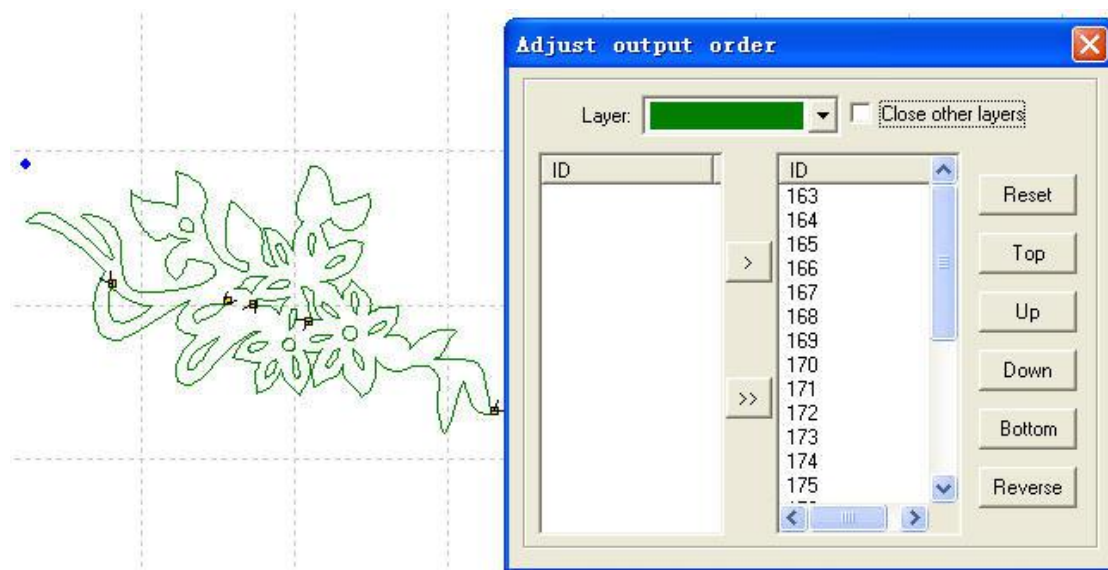 Adjust output order
Layer:
Close other layers
ID
ID
163
164
165
166
167
168
169
170
171
172
173
174
175
>
>>
Reset
Top
Up
Down
Bottom
Reverse